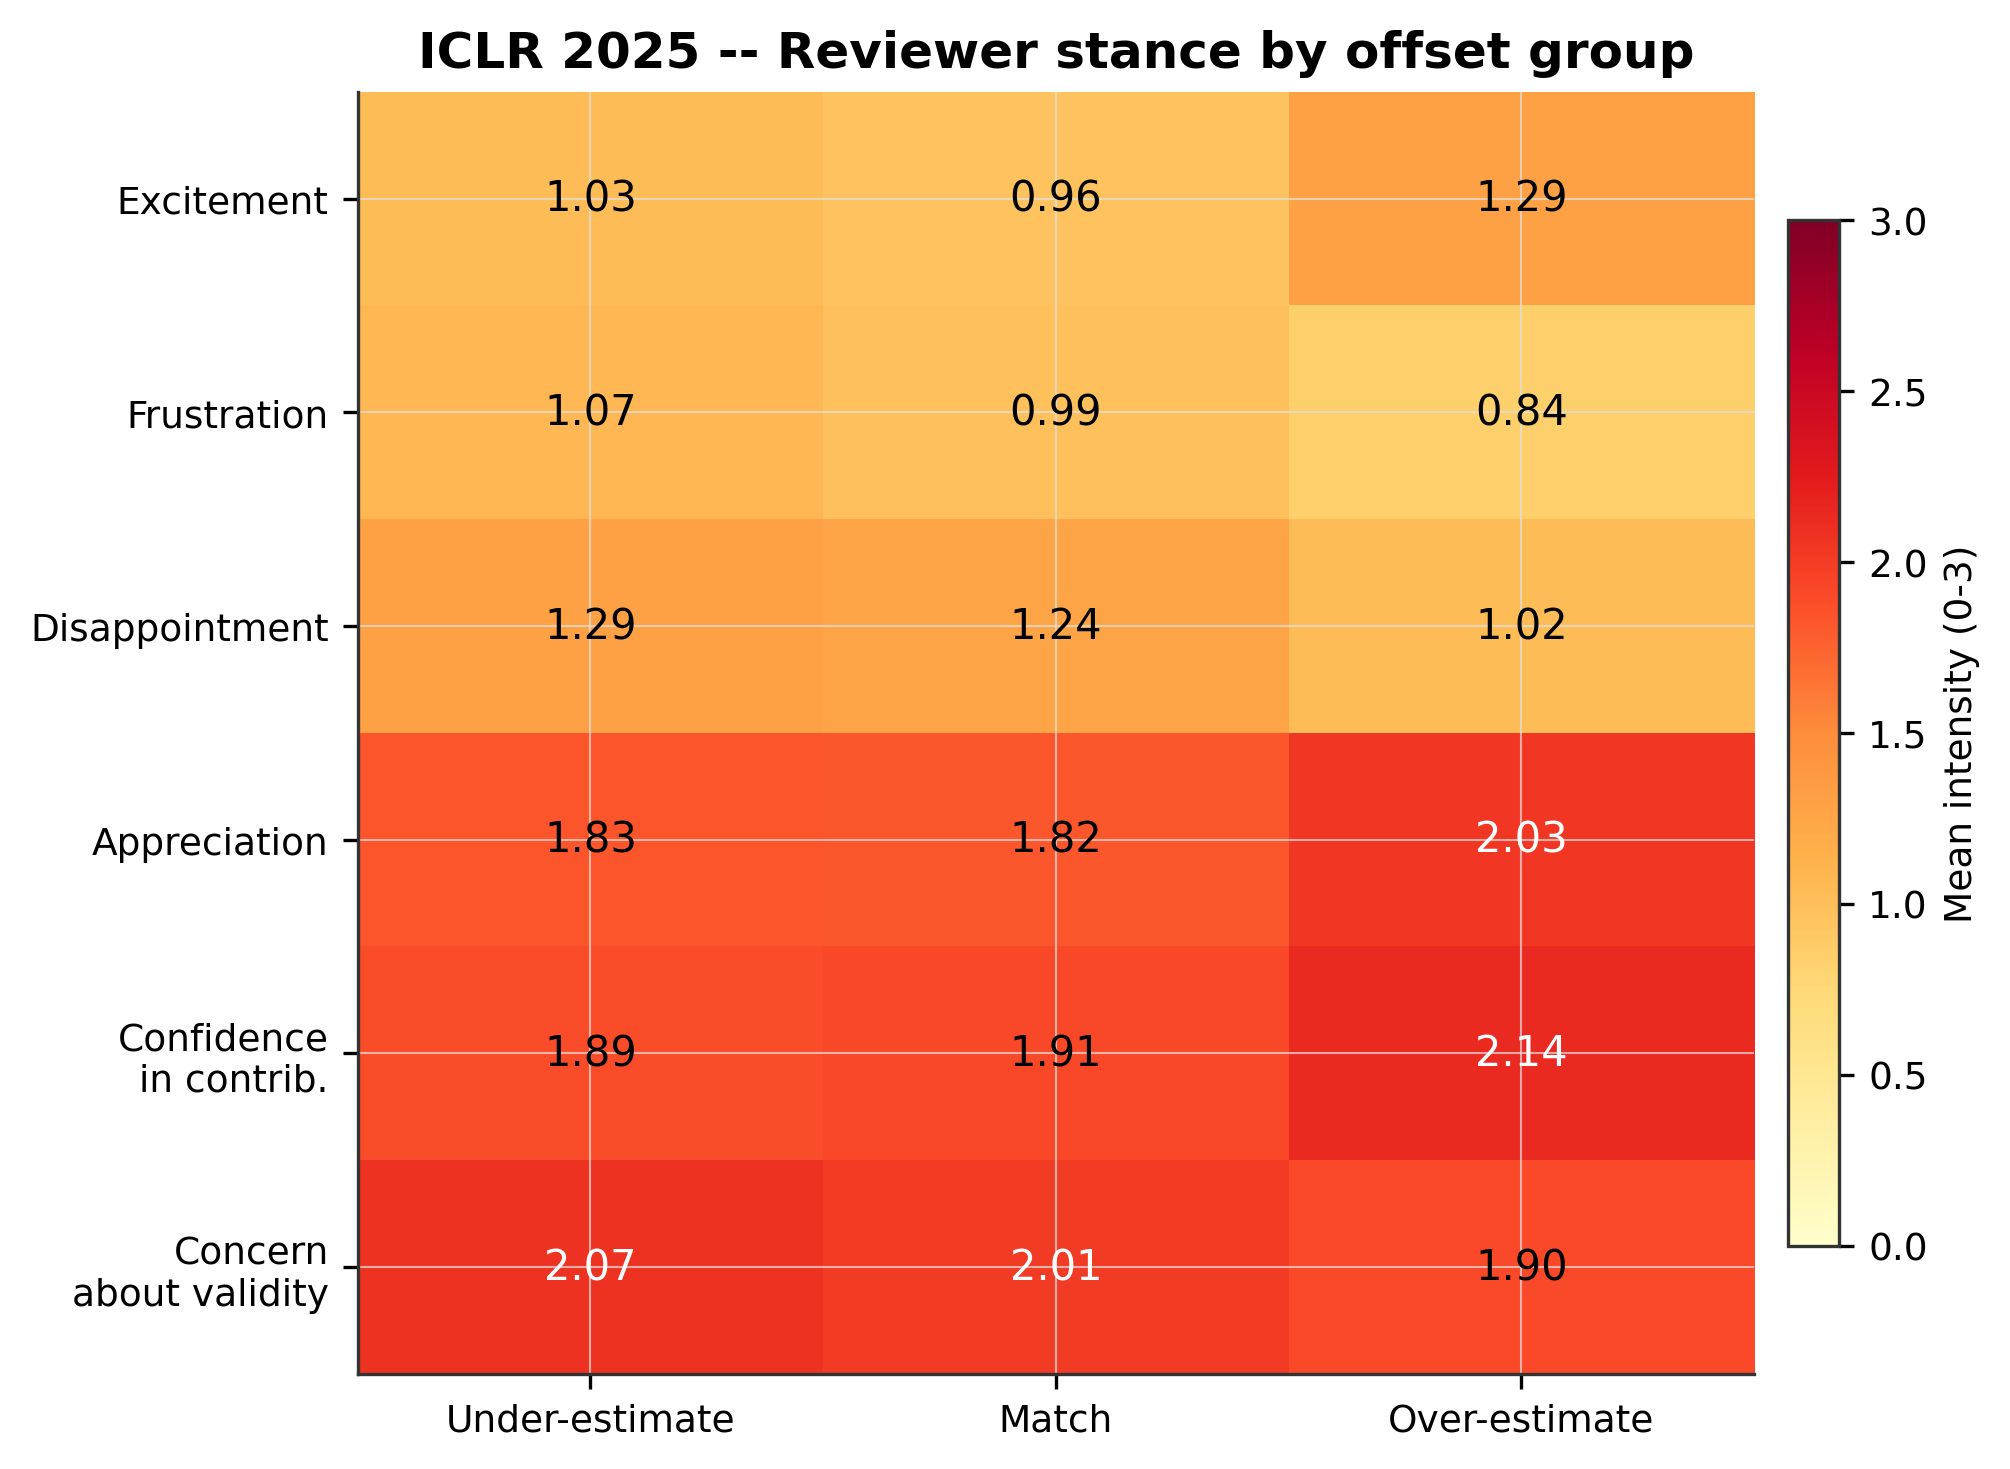 ICLR 2025 -- Reviewer stance by offset group
Excitement 1.03 0.96 1.29
Frustration 1.07 0.99 0.84
Disappointment 1.29 1.24 1.02
Appreciation 1.83 1.82 2.03
Confidence
in contrib. 1.89 1.91 2.14
Concern
about validity 2.07 2.01 1.90
Under-estimate Match Over-estimate
3.0
2.5
2.0
1.5
1.0
0.5
0.0
Mean intensity (0-3)